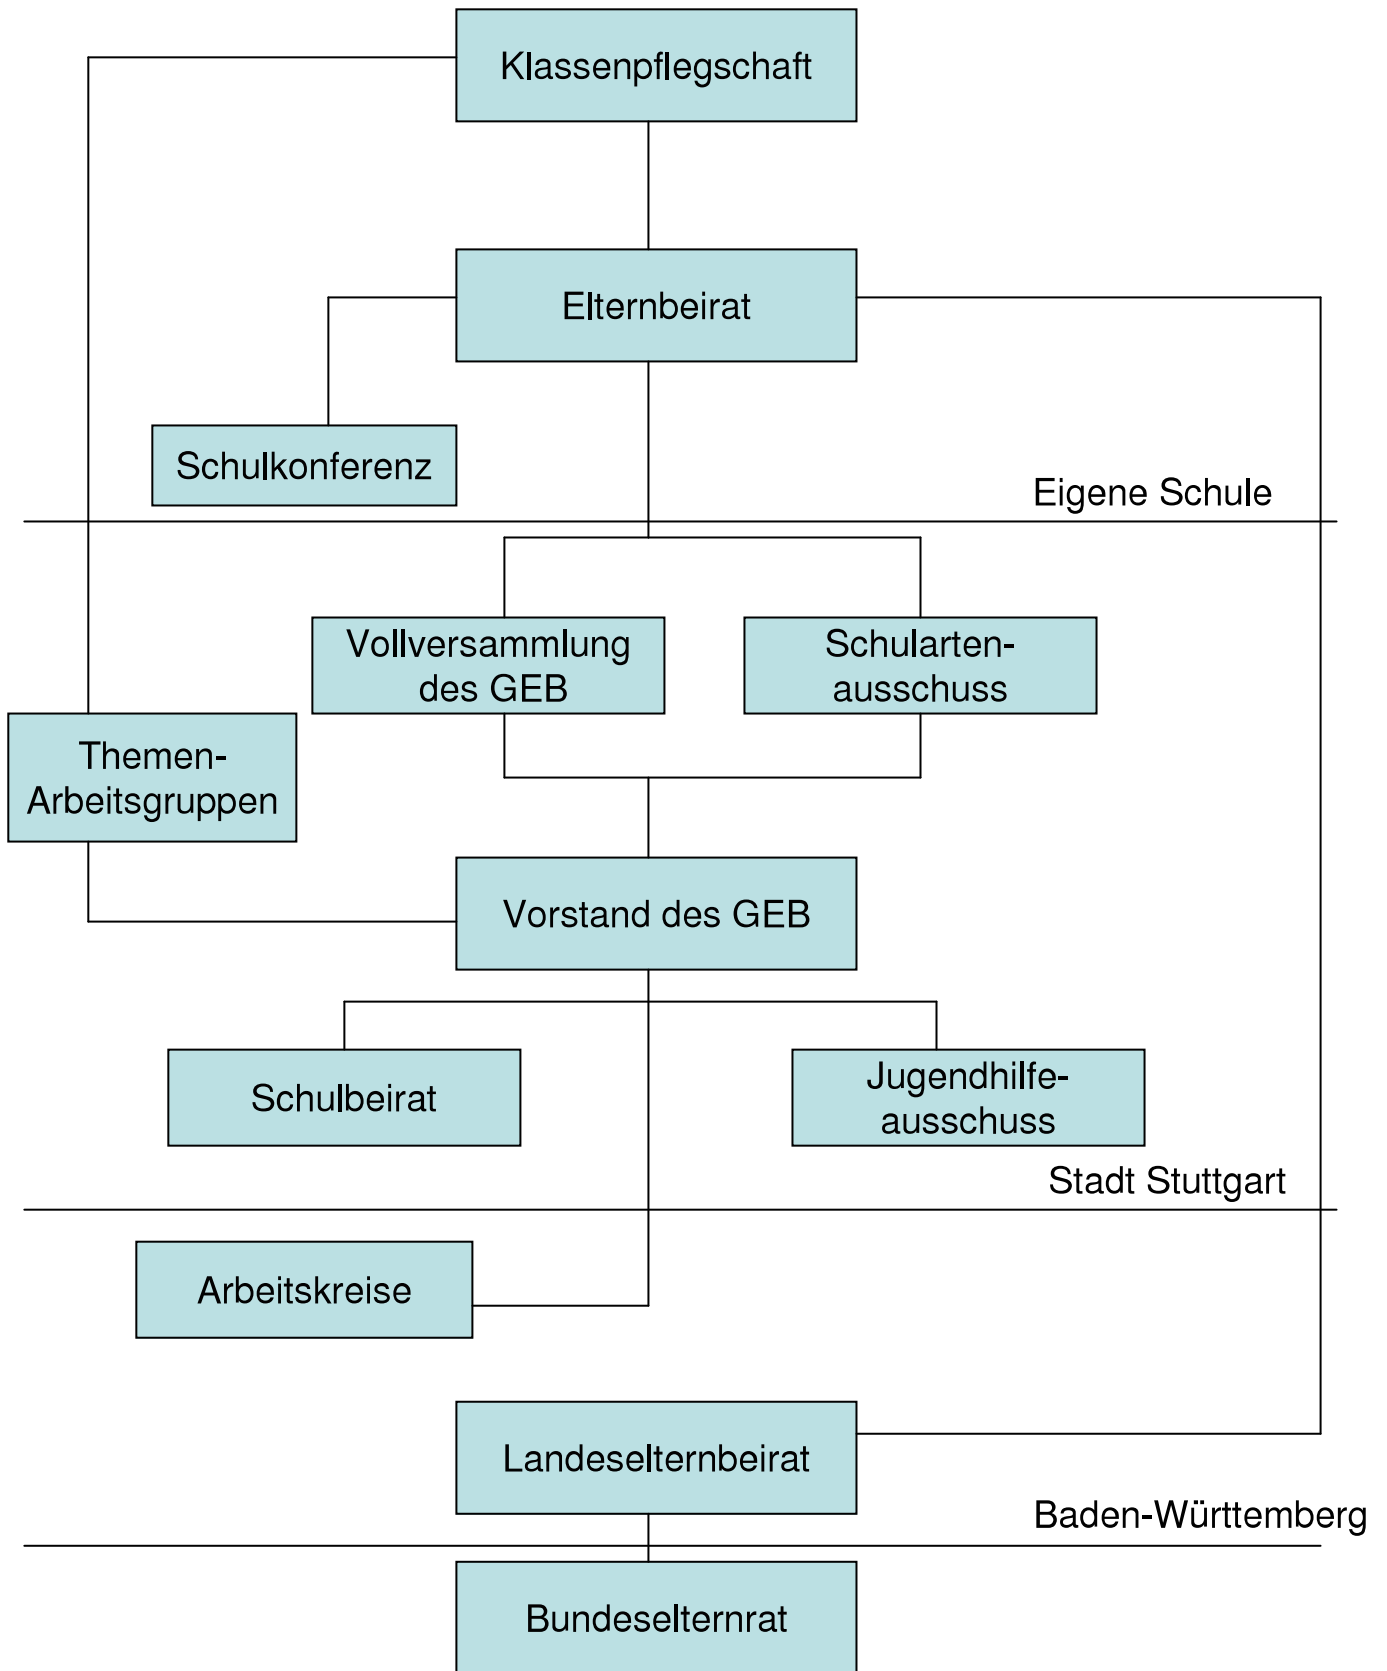 Klassenpflegschaft
Elternbeirat
Schulkonferenz
Eigene Schule
Vollversammlung
des GEB
Schularten-
ausschuss
Themen-
Arbeitsgruppen
Vorstand des GEB
Schulbeirat
Jugendhilfe-
ausschuss
Stadt Stuttgart
Arbeitskreise
Landeselternbeirat
Baden-Württemberg
Bundeselternrat